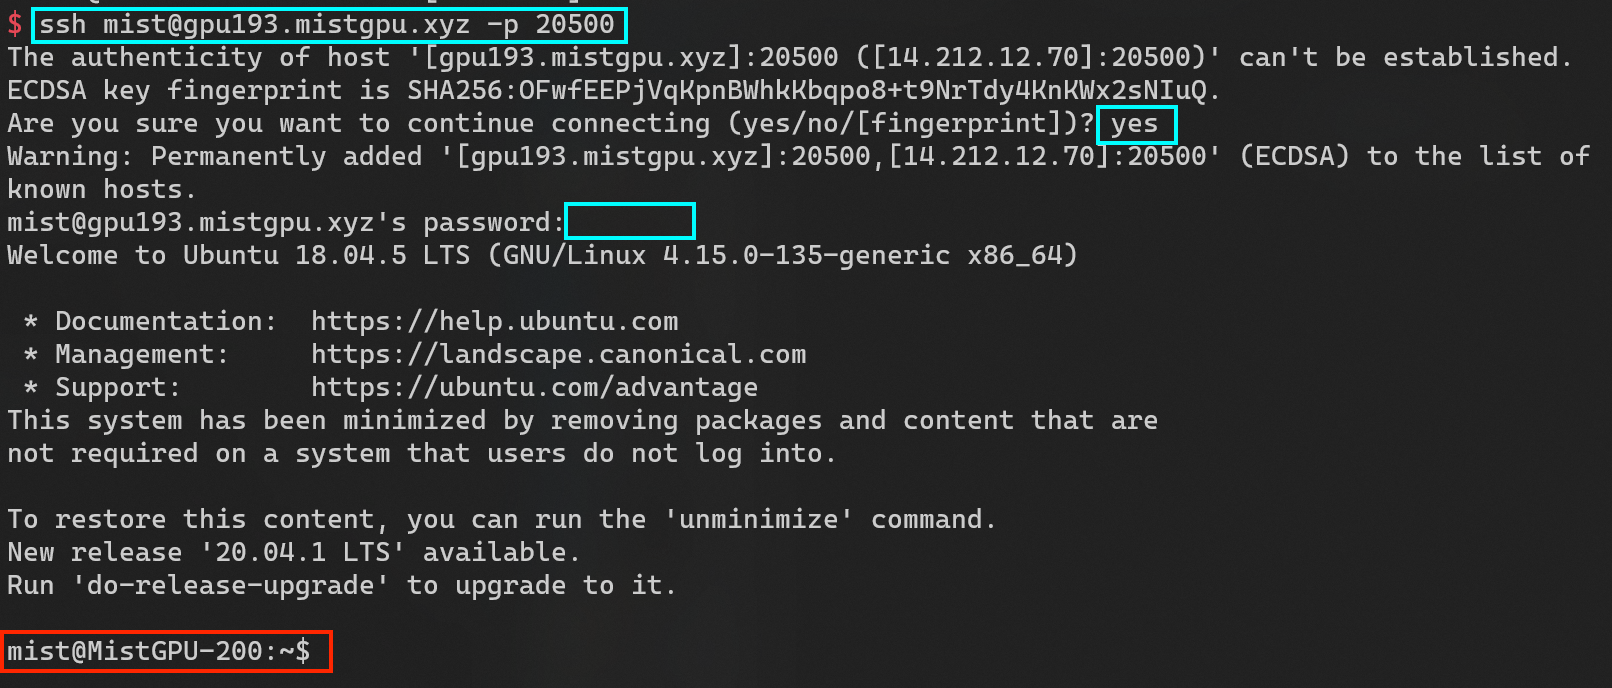 $ ssh mist@gpu193.mistgpu.xyz -p 20500
The authenticity of host '[gpu193.mistgpu.xyz]:20500 ([14.212.12.70]:20500)' can't be established.
ECDSA key fingerprint is SHA256:OFwfEEPjVqKpnBWhkKbqpo8+t9NrTdy4KnKWx2sNIuQ.
Are you sure you want to continue connecting (yes/no/[fingerprint])? yes
Warning: Permanently added '[gpu193.mistgpu.xyz]:20500,[14.212.12.70]:20500' (ECDSA) to the list of
known hosts.
mist@gpu193.mistgpu.xyz's password:
Welcome to Ubuntu 18.04.5 LTS (GNU/Linux 4.15.0-135-generic x86_64)
* Documentation:  https://help.ubuntu.com
* Management:     https://landscape.canonical.com
* Support:        https://ubuntu.com/advantage
This system has been minimized by removing packages and content that are
not required on a system that users do not log into.
To restore this content, you can run the 'unminimize' command.
New release '20.04.1 LTS' available.
Run 'do-release-upgrade' to upgrade to it.
mist@MistGPU-200:~$